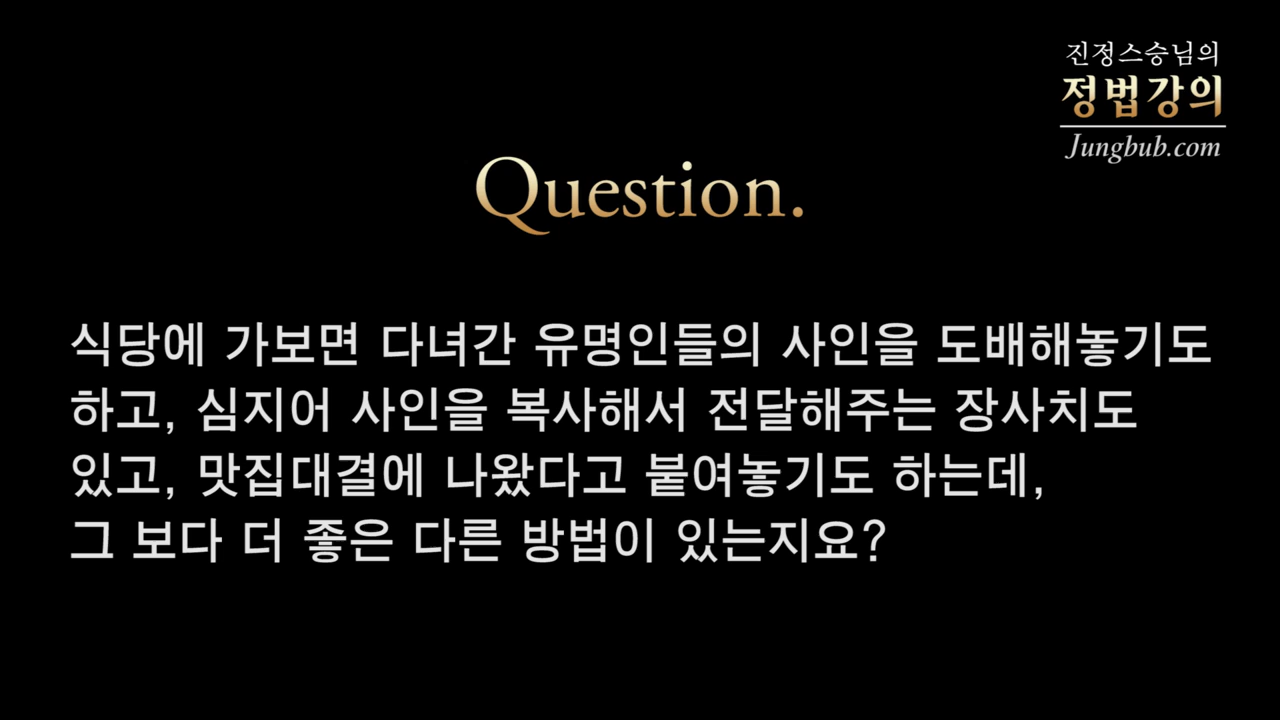 진정스승님의
정법강의
Jungbub.com
Question.
식당에 가보면 다녀간 유명인들의 사인을 도배해놓기도
하고, 심지어 사인을 복사해서 전달해주는 장사치도
있고, 맛집대결에 나왔다고 붙여놓기도 하는데,
그 보다 더 좋은 다른 방법이 있는지요?